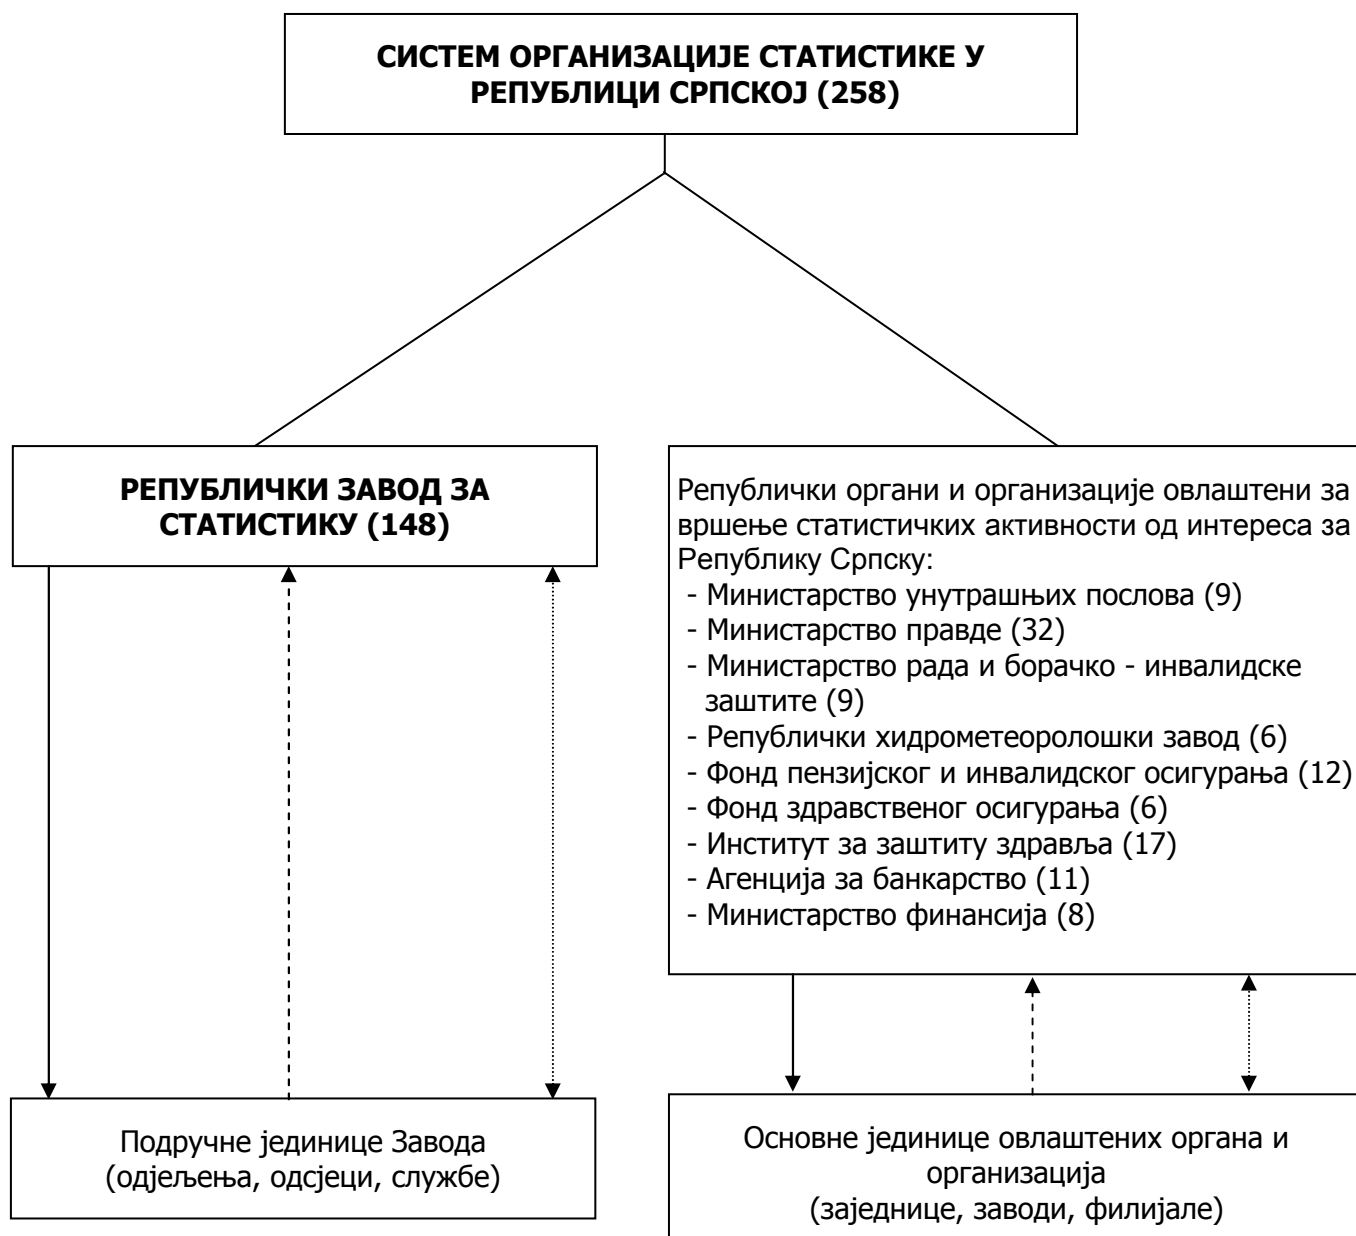 СИСТЕМ ОРГАНИЗАЦИЈЕ СТАТИСТИКЕ У
РЕПУБЛИЦИ СРПСКОЈ (258)
РЕПУБЛИЧКИ ЗАВОД ЗА
СТАТИСТИКУ (148)
Републички органи и организације овлаштени за
вршење статистичких активности од интереса за
Републику Српску:
- Министарство унутрашњих послова (9)
- Министарство правде (32)
- Министарство рада и борачко - инвалидске
заштите (9)
- Републички хидрометеоролошки завод (6)
- Фонд пензијског и инвалидског осигурања (12)
- Фонд здравственог осигурања (6)
- Институт за заштиту здравља (17)
- Агенција за банкарство (11)
- Министарство финансија (8)
Подручне јединице Завода
(одјељења, одсјеци, службе)
Основне јединице овлаштених органа и
организација
(заједнице, заводи, филијале)